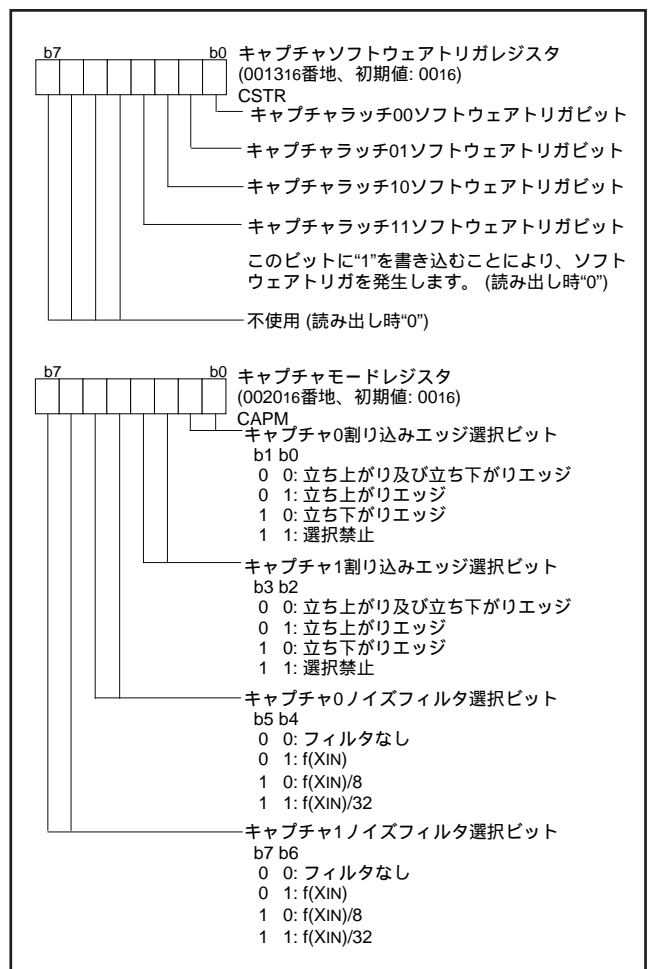 b7 b0 キャプチャソフトウェアトリガレジスタ
(001316番地、初期値: 0016)
CSTR
キャプチャラッチ00ソフトウェアトリガビット
キャプチャラッチ01ソフトウェアトリガビット
キャプチャラッチ10ソフトウェアトリガビット
キャプチャラッチ11ソフトウェアトリガビット
このビットに“1”を書き込むことにより、ソフト
ウェアトリガを発生します。 (読み出し時“0”)
不使用 (読み出し時“0”)
b7 b0 キャプチャモードレジスタ
(002016番地、初期値: 0016)
CAPM
キャプチャ0割り込みエッジ選択ビット
b1 b0
0 0: 立ち上がり及び立ち下がりエッジ
0 1: 立ち上がりエッジ
1 0: 立ち下がりエッジ
1 1: 選択禁止
キャプチャ1割り込みエッジ選択ビット
b3 b2
0 0: 立ち上がり及び立ち下がりエッジ
0 1: 立ち上がりエッジ
1 0: 立ち下がりエッジ
1 1: 選択禁止
キャプチャ0ノイズフィルタ選択ビット
b5 b4
0 0: フィルタなし
0 1: f(XIN)
1 0: f(XIN)/8
1 1: f(XIN)/32
キャプチャ1ノイズフィルタ選択ビット
b7 b6
0 0: フィルタなし
0 1: f(XIN)
1 0: f(XIN)/8
1 1: f(XIN)/32